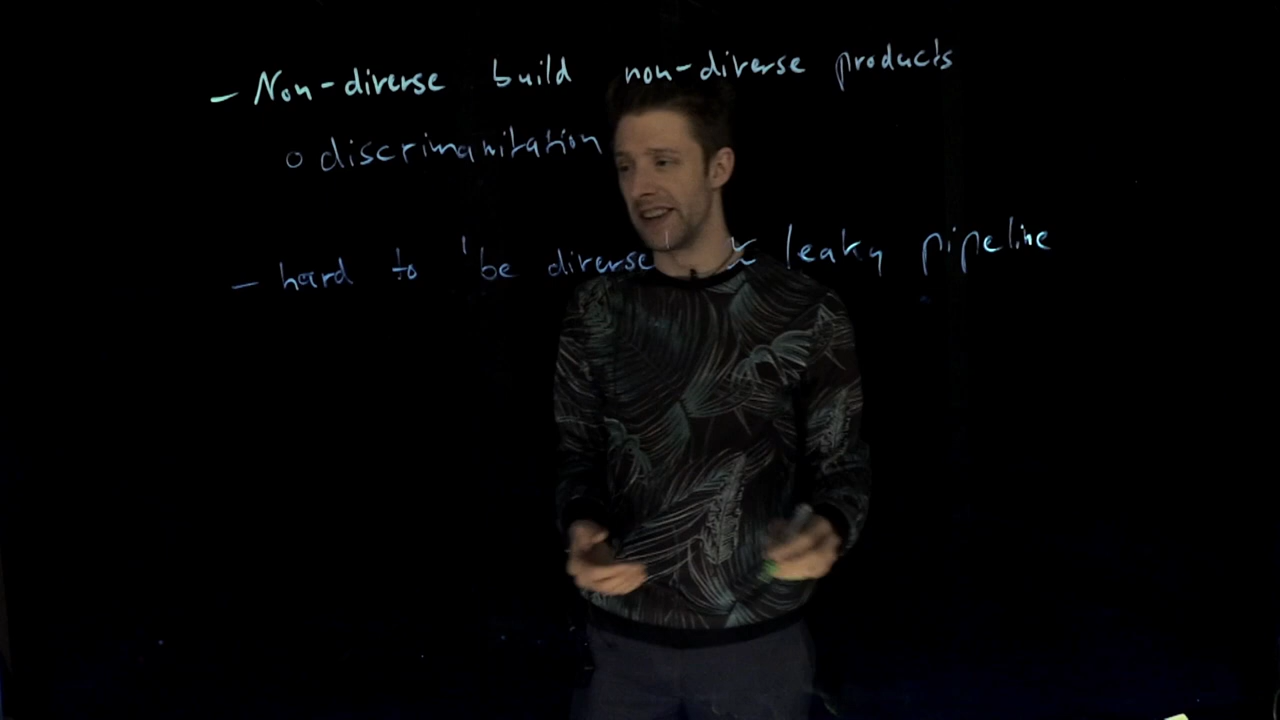 - Non-diverse build non-diverse products
o discrimanitation
- hard to 'be diverse' ~ leaky pipeline